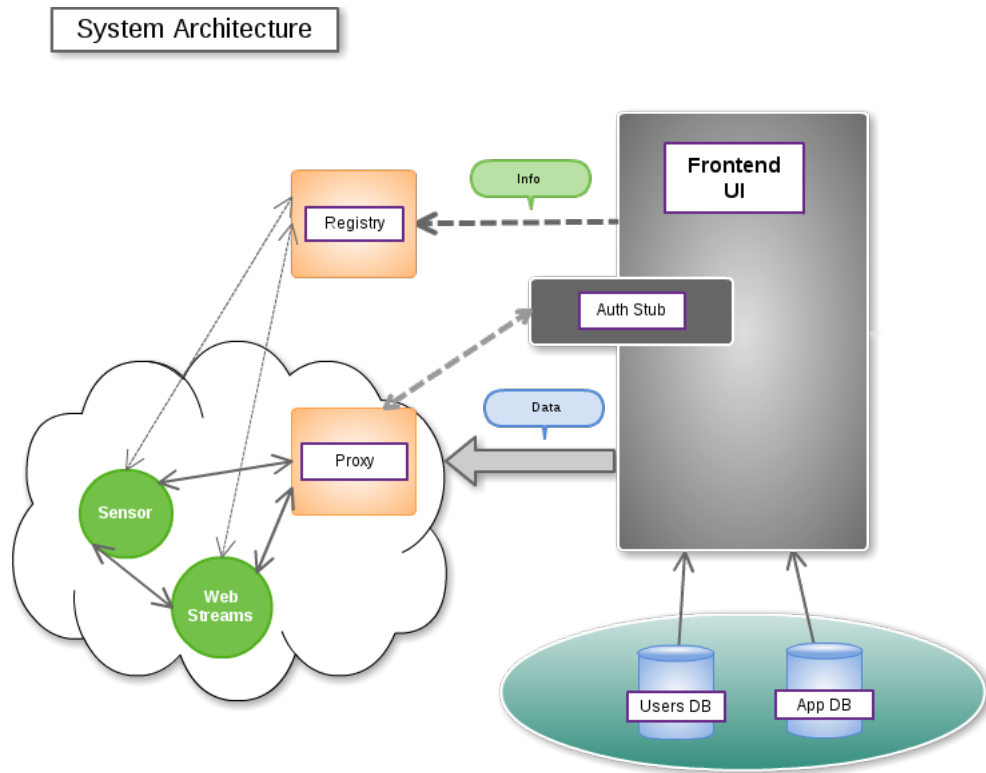 System Architecture
Frontend
UI
Info
Registry
Auth Stub
Data
Proxy
Sensor
Web
Streams
Users DB
App DB